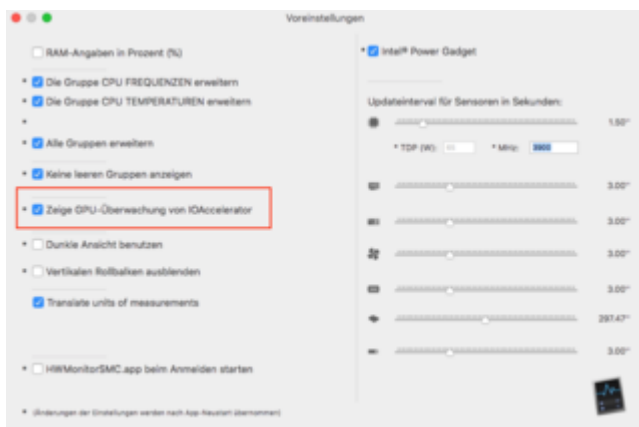 Voreinstellungen
RAM-Angaben in Prozent (%)
* Die Gruppe CPU FREQUENZEN erweitern
* Die Gruppe CPU TEMPERATUREN erweitern
*
* Alle Gruppen erweitern
* Keine leeren Gruppen anzeigen
* Zeige GPU-Überwachung von IOAccelerator
* Dunkle Ansicht benutzen
* Vertikalen Rollbalken ausblenden
Translate units of measurements
* HWMonitorSMC.app beim Anmelden starten
* (Änderungen der Einstellungen werden nach App-Neustart übernommen)
* Intel® Power Gadget
Updateinterval für Sensoren in Sekunden:
1.50"
* TDP (W): * MHz: 3900
3.00"
3.00"
3.00"
3.00"
297.47"
3.00"